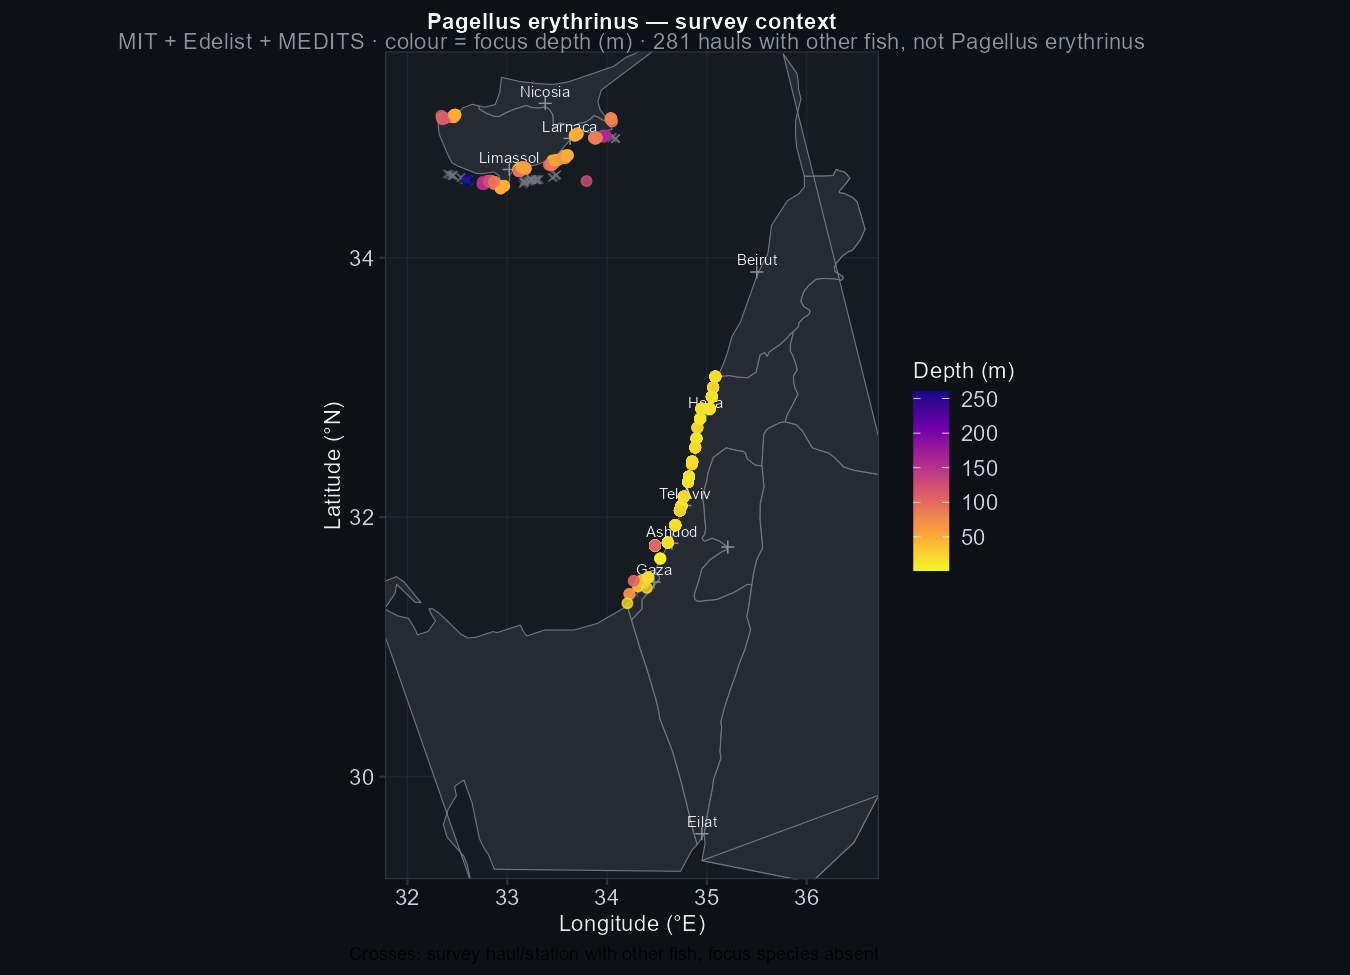 Pagellus erythrinus — survey context
MIT + Edelist + MEDITS · colour = focus depth (m) · 281 hauls with other fish, not Pagellus erythrinus
Nicosia
Larnaca
Limassol
34
Beirut
Depth (m)
250
200
150
100
50
Haifa
Tel Aviv
32
Ashdod
Gaza
Latitude (°N)
30
Eilat
32
33
34
35
36
Longitude (°E)
Crosses: survey haul/station with other fish, focus species absent